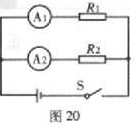 A₁ R₁
A₂ R₂
S
图 20